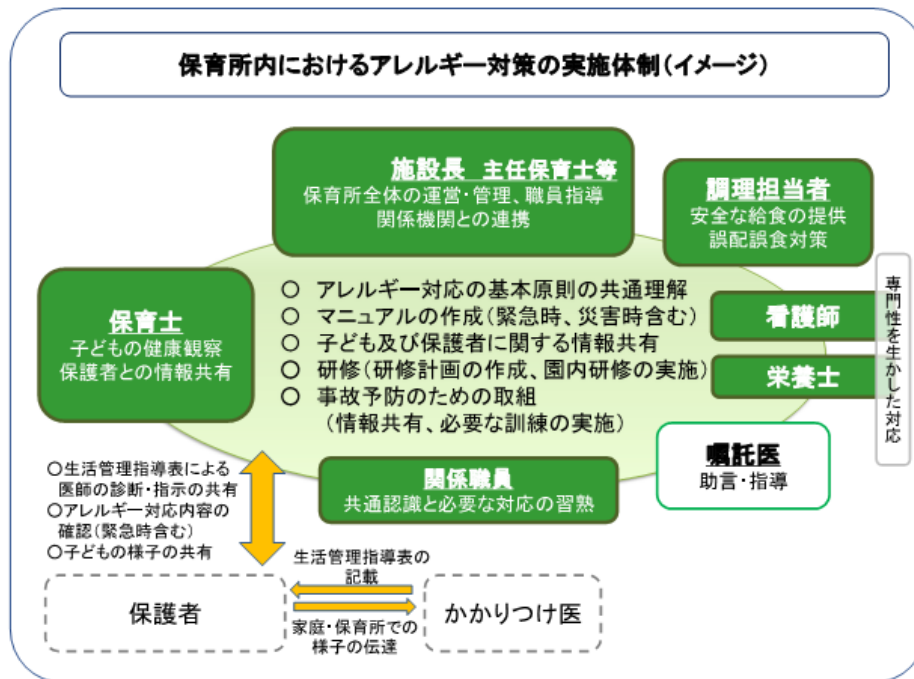 保育所内におけるアレルギー対策の実施体制(イメージ)
施設長 主任保育士等
保育所全体の運営・管理、職員指導
関係機関との連携
調理担当者
安全な給食の提供
誤配誤食対策
保育士
子どもの健康観察
保護者との情報共有
○ アレルギー対応の基本原則の共通理解
○ マニュアルの作成(緊急時、災害時含む)
○ 子ども及び保護者に関する情報共有
○ 研修(研修計画の作成、園内研修の実施)
○ 事故予防のための取組
(情報共有、必要な訓練の実施)
看護師
栄養士
専門性を生かした対応
嘱託医
助言・指導
関係職員
共通認識と必要な対応の習熟
○生活管理指導表による
医師の診断・指示の共有
○アレルギー対応内容の
確認(緊急時含む)
○子どもの様子の共有
生活管理指導表の
記載
保護者
かかりつけ医
家庭・保育所での
様子の伝達